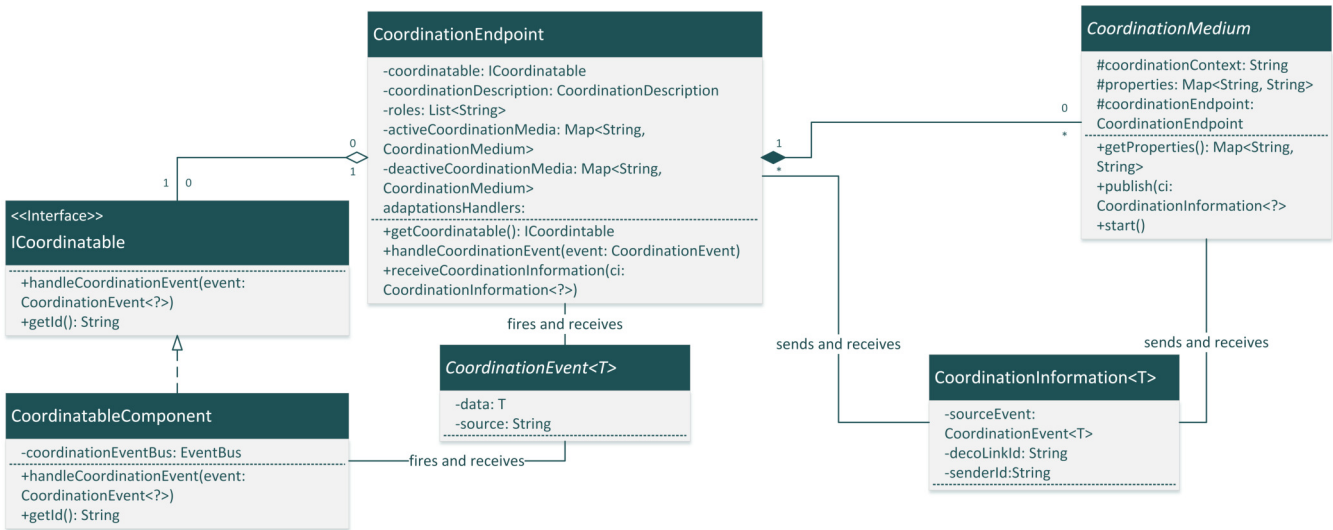 CoordinationEndpoint
-coordinatable: ICoordinatable
-coordinationDescription: CoordinationDescription
-roles: List<String>
-activeCoordinationMedia: Map<String,
CoordinationMedium>
-deactiveCoordinationMedia: Map<String,
CoordinationMedium>
adaptationsHandlers:
+getCoordinatable(): ICoordintable
+handleCoordinationEvent(event: CoordinationEvent)
+receiveCoordinationInformation(ci:
CoordinationInformation<?>)
CoordinationMedium
#coordinationContext: String
#properties: Map<String, String>
#coordinationEndpoint:
CoordinationEndpoint
+getProperties(): Map<String,
String>
+publish(ci:
CoordinationInformation<?>
+start()
0
1
1 0
1
*
0
*
<<Interface>>
ICoordinatable
+handleCoordinationEvent(event:
CoordinationEvent<?>)
+getId(): String
fires and receives
CoordinationEvent<T>
-data: T
-source: String
sends and receives
sends and receives
CoordinationInformation<T>
-sourceEvent:
CoordinationEvent<T>
-decoLinkId: String
-senderId:String
CoordinatableComponent
-coordinationEventBus: EventBus
+handleCoordinationEvent(event:
CoordinationEvent<?>)
+getId(): String
fires and receives